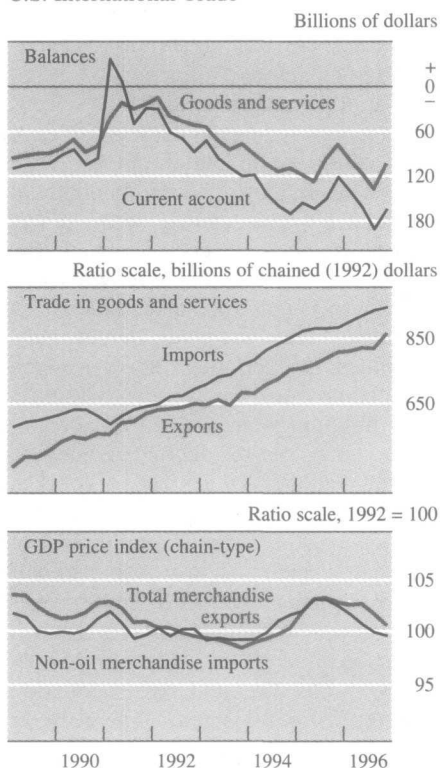 Billions of dollars
Balances
+
0
–
Goods and services
60
120
Current account
180
Ratio scale, billions of chained (1992) dollars
Trade in goods and services
850
Imports
650
Exports
Ratio scale, 1992 = 100
GDP price index (chain-type)
105
Total merchandise
exports
100
Non-oil merchandise imports
95
1990 1992 1994 1996